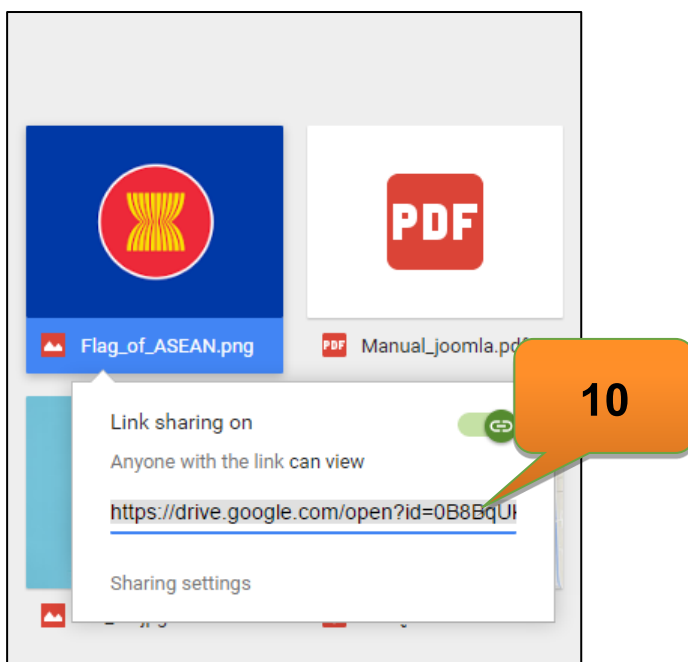 PDF
Flag_of_ASEAN.png
PDF Manual_joomla.pdf
10
Link sharing on
Anyone with the link can view
https://drive.google.com/open?id=0B8BqU
Sharing settings